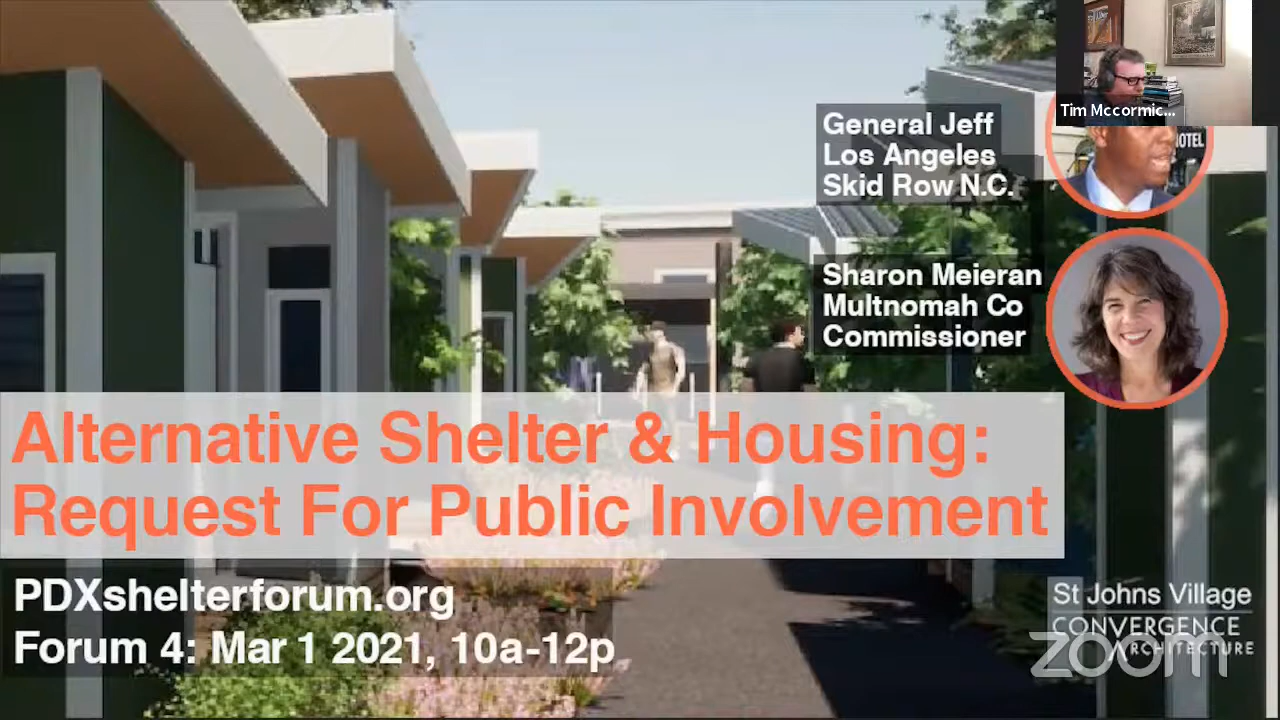 Tim Mccormic...
HOTEL
General Jeff
Los Angeles
Skid Row N.C.
Sharon Meieran
Multnomah Co
Commissioner
Alternative Shelter & Housing:
Request For Public Involvement
PDXshelterforum.org
Forum 4: Mar 1 2021, 10a-12p
St Johns Village
CONVERGENCE
ARCHITECTURE
zoom